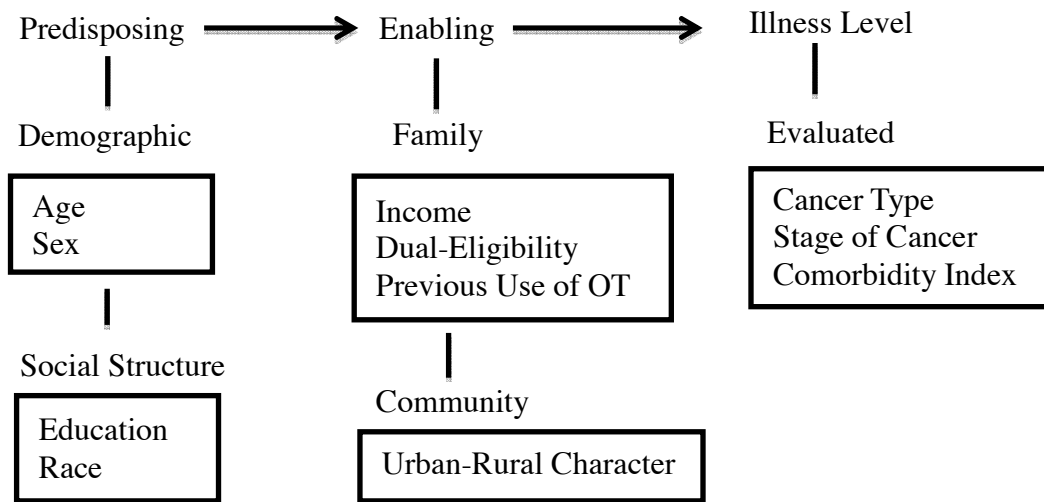 Predisposing
Enabling
Illness Level
Demographic
Family
Evaluated
Age
Sex
Income
Dual-Eligibility
Previous Use of OT
Cancer Type
Stage of Cancer
Comorbidity Index
Social Structure
Community
Education
Race
Urban-Rural Character